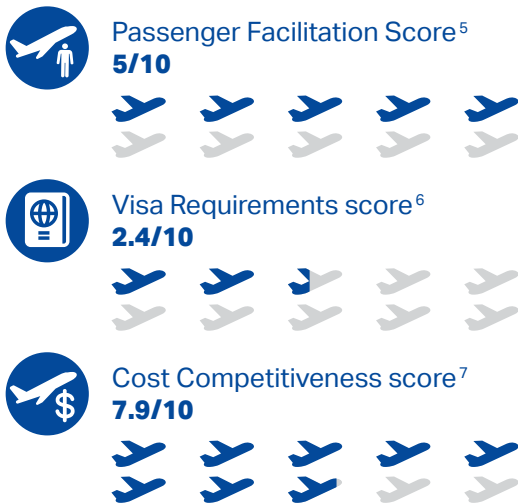 Passenger Facilitation Score⁵
5/10
Visa Requirements score⁶
2.4/10
Cost Competitiveness score⁷
7.9/10
$